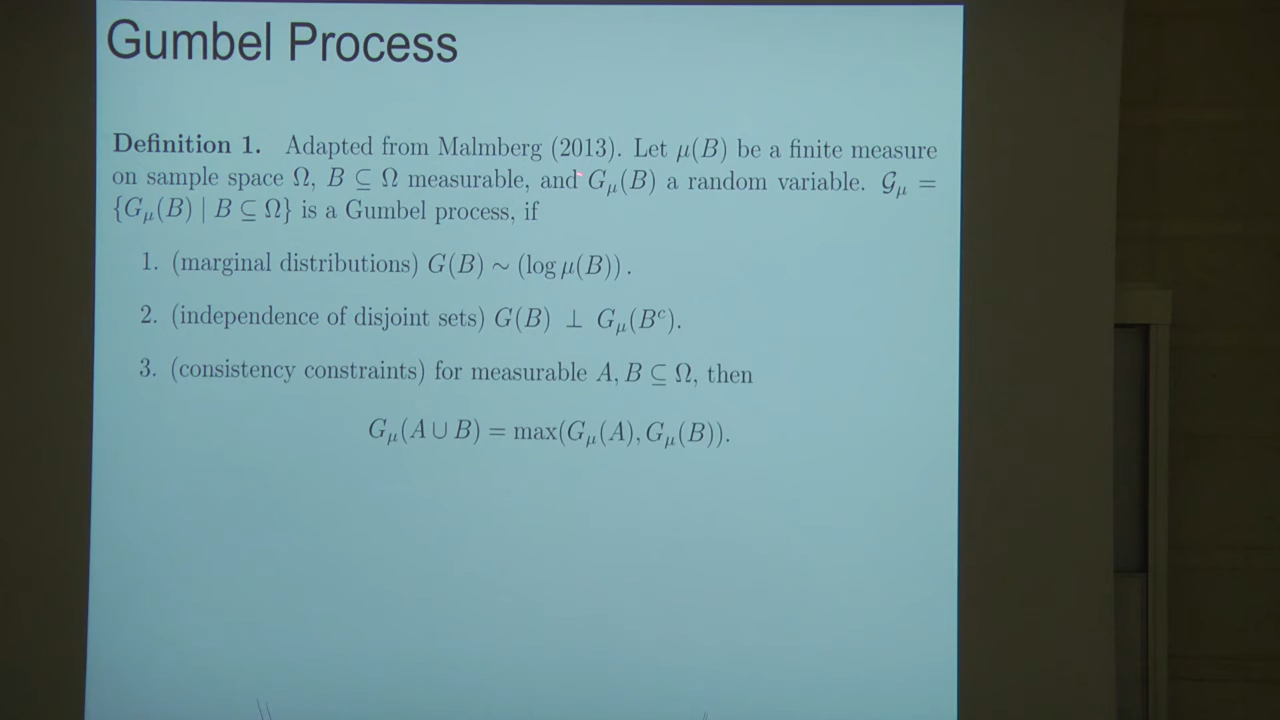 Gumbel Process
Definition 1. Adapted from Malmberg (2013). Let μ(B) be a finite measure
on sample space Ω, B ⊆ Ω measurable, and G_μ(B) a random variable. 𝒢_μ =
{G_μ(B) | B ⊆ Ω} is a Gumbel process, if
1. (marginal distributions) G(B) ∼ (log μ(B)).
2. (independence of disjoint sets) G(B) ⊥ G_μ(B^c).
3. (consistency constraints) for measurable A, B ⊆ Ω, then
G_μ(A ∪ B) = max(G_μ(A), G_μ(B)).